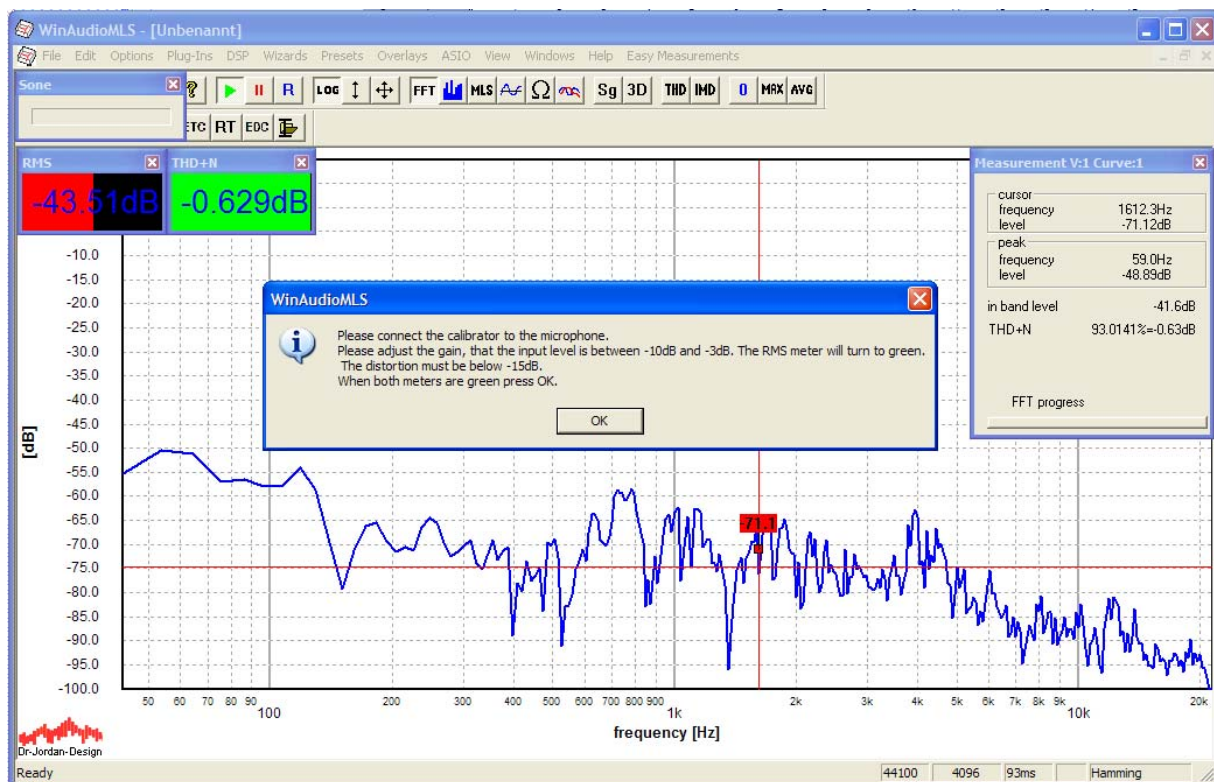 WinAudioMLS - [Unbenannt]
File Edit Options Plug-Ins DSP Wizards Presets Overlays ASIO View Windows Help Easy Measurements
Sone
? R LOG FFT MLS Ω Sg 3D THD IMD 0 MAX AVG
ETC RT EDC
RMS
-43.51dB
THD+N
-0.629dB
Measurement V:1 Curve:1
cursor
frequency 1612.3Hz
level -71.12dB
peak
frequency 59.0Hz
level -48.89dB
in band level -41.6dB
THD+N 93.0141%=-0.63dB
FFT progress
WinAudioMLS
Please connect the calibrator to the microphone.
Please adjust the gain, that the input level is between -10dB and -3dB. The RMS meter will turn to green.
The distortion must be below -15dB.
When both meters are green press OK.
OK
[dB]
-10.0
-15.0
-20.0
-25.0
-30.0
-35.0
-40.0
-45.0
-50.0
-55.0
-60.0
-65.0
-70.0
-75.0
-80.0
-85.0
-90.0
-95.0
-100.0
-71.1
50 60 70 80 90 100 200 300 400 500 600 700 800 900 1k 2k 3k 4k 5k 6k 7k 8k 9k 10k 20k
frequency [Hz]
Dr-Jordan-Design
Ready 44100 4096 93ms Hamming